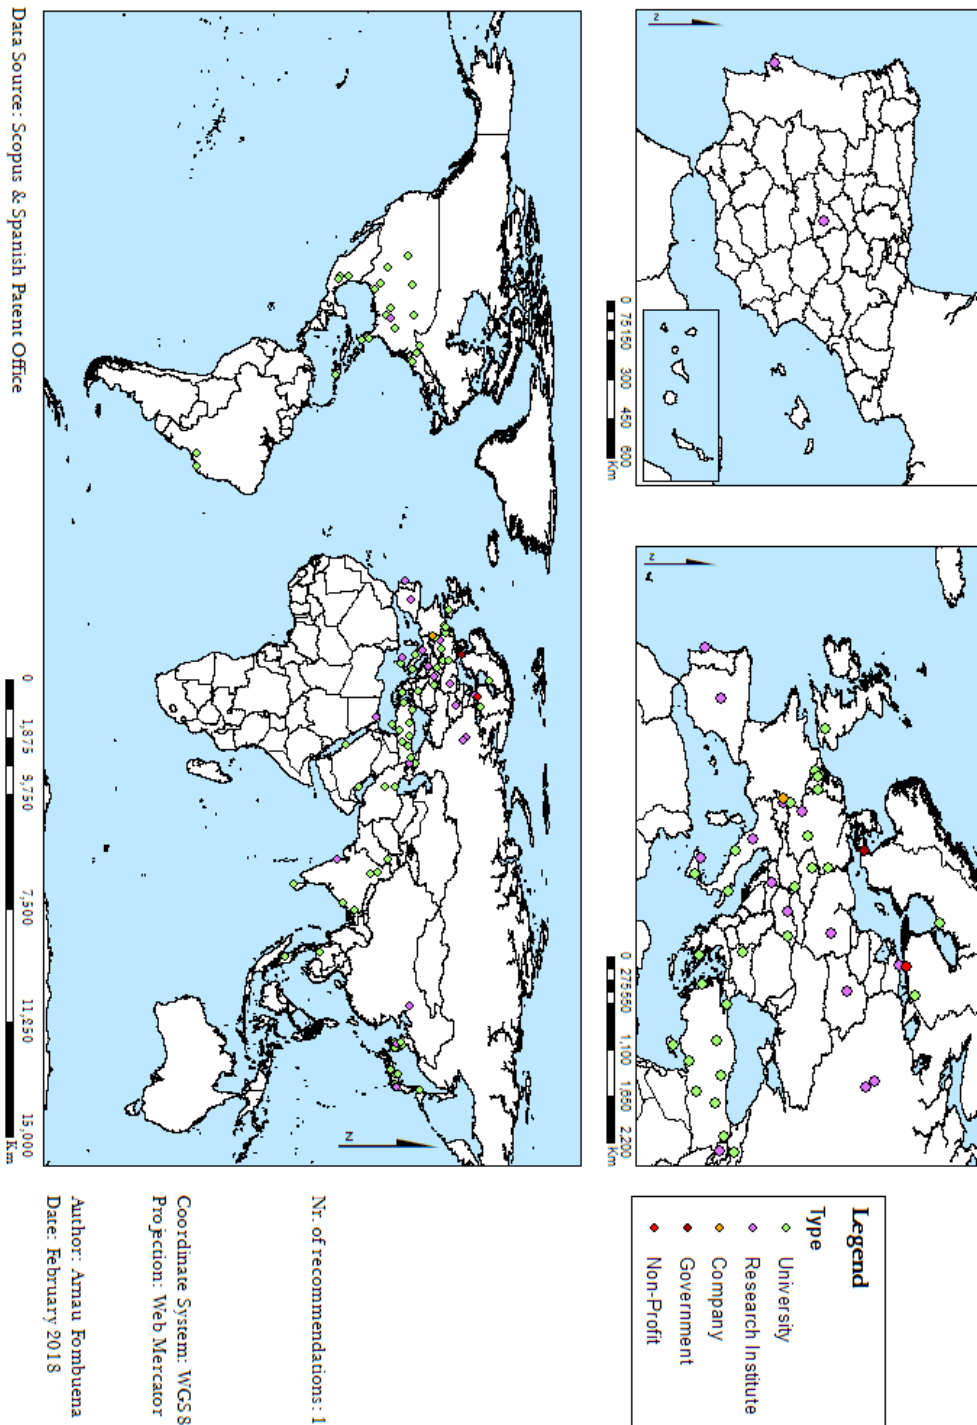 Legend
Type
University
Research Institute
Company
Government
Non-Profit
N
0 75 150 300 450 600
Km
N
0 275 550 1,100 1,650 2,200
Km
N
0 1,875 3,750 7,500 11,250 15,000
Km
Nr. of recommendations: 1
Coordinate System: WGS 8
Projection: Web Mercator
Author: Arnau Fombuena
Date: February 2018
Data Source: Scopus & Spanish Patent Office